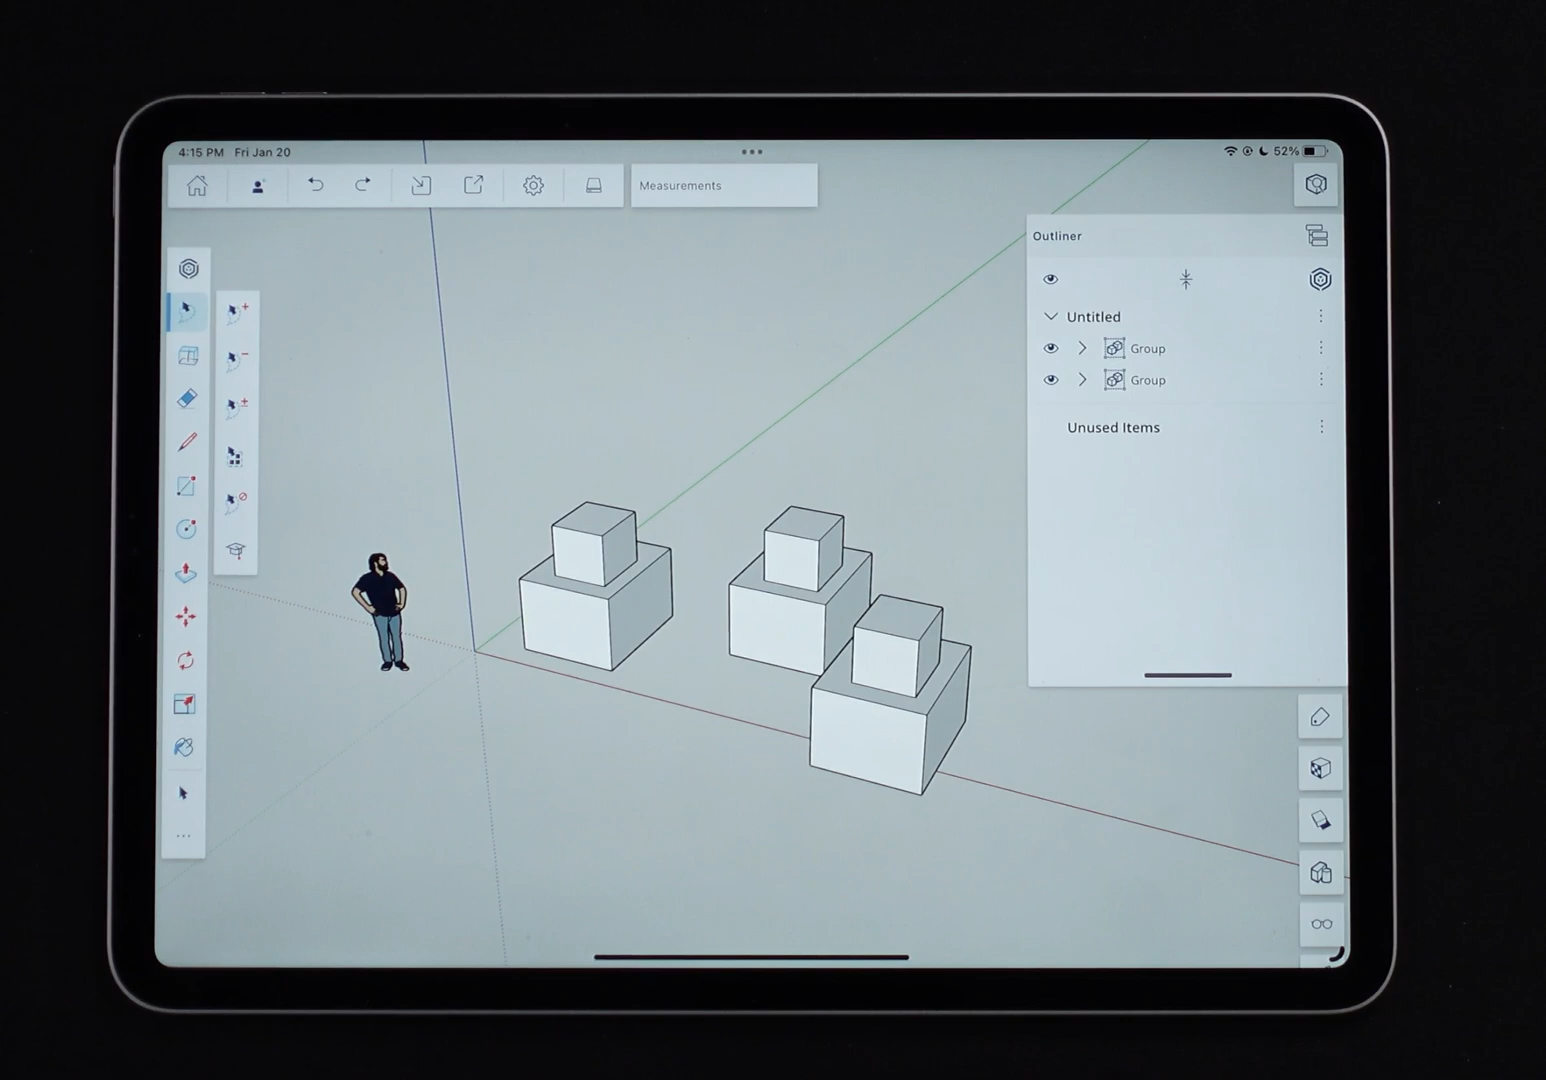 4:15 PM Fri Jan 20
52%
Measurements
Outliner
Untitled
Group
Group
Unused Items